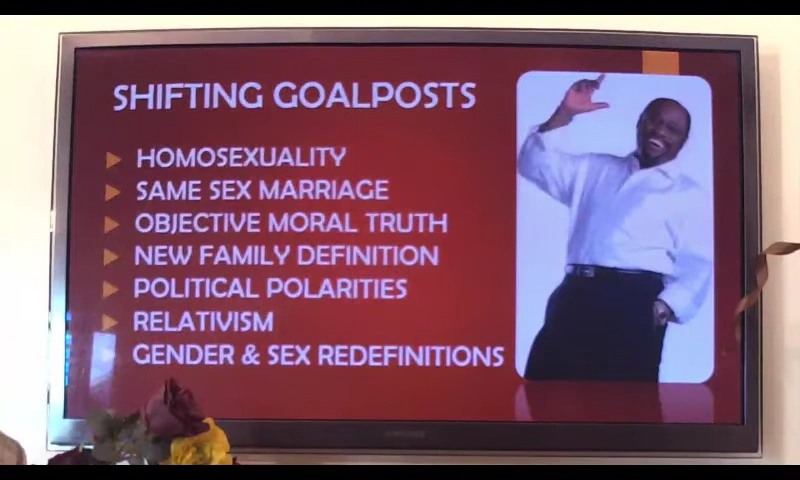 SHIFTING GOALPOSTS
HOMOSEXUALITY
SAME SEX MARRIAGE
OBJECTIVE MORAL TRUTH
NEW FAMILY DEFINITION
POLITICAL POLARITIES
RELATIVISM
GENDER & SEX REDEFINITIONS